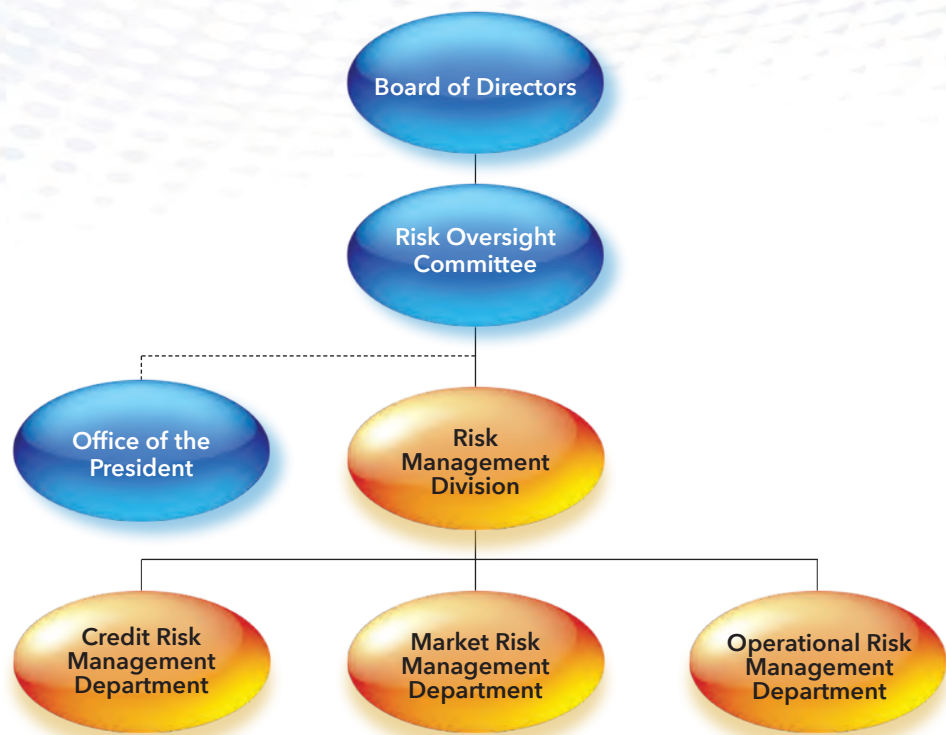 Board of Directors
Risk Oversight
Committee
Office of the
President
Risk
Management
Division
Credit Risk
Management
Department
Market Risk
Management
Department
Operational Risk
Management
Department